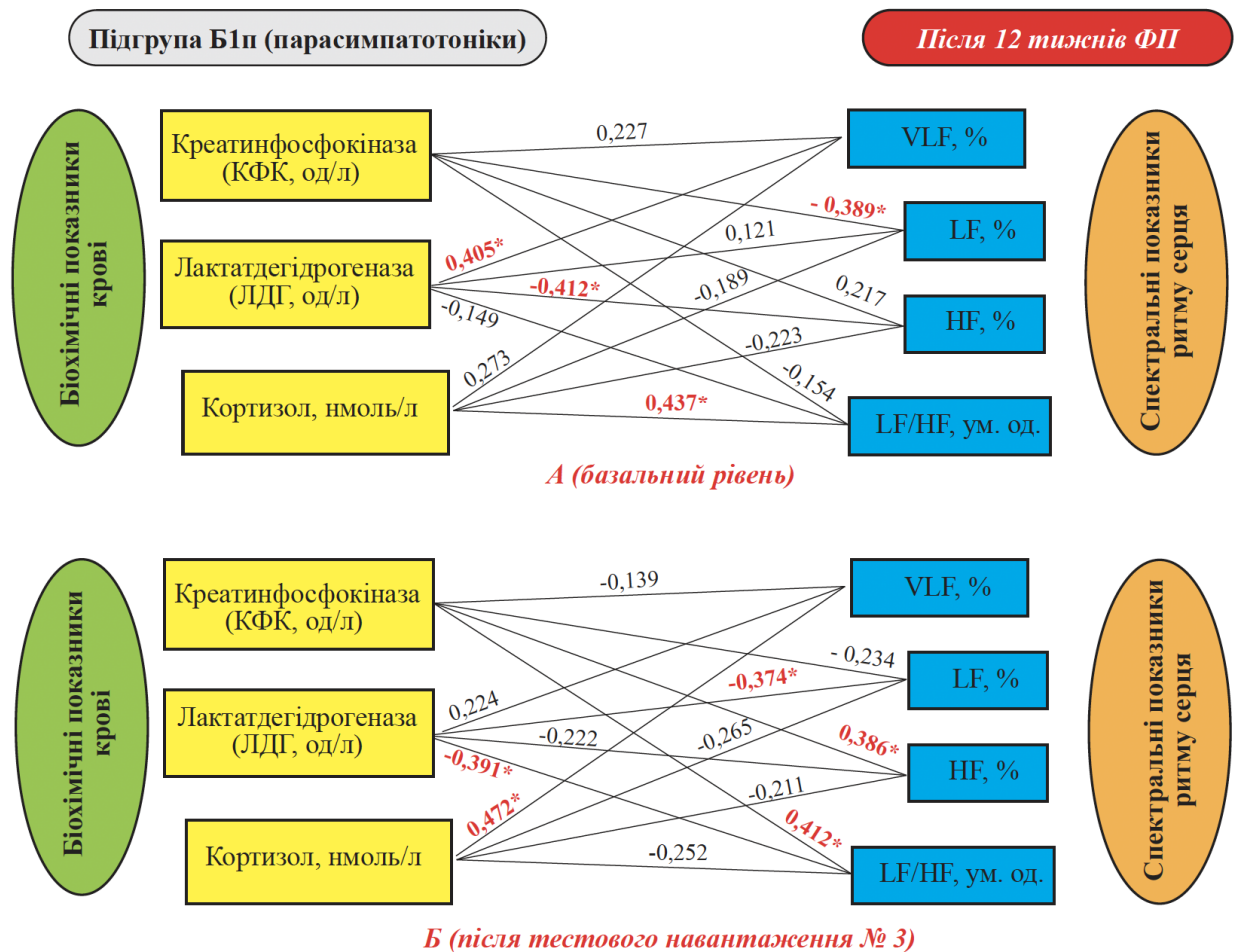 Підгрупа Б1п (парасимпатотоніки)
Після 12 тижнів ФП
Біохімічні показники
крові
Креатинфосфокіназа
(КФК, од/л)
Лактатдегідрогеназа
(ЛДГ, од/л)
Кортизол, нмоль/л
0,227
- 0,389*
0,121
0,405*
-0,189
-0,412*
0,217
-0,149
-0,223
0,273
-0,154
0,437*
VLF, %
LF, %
HF, %
LF/HF, ум. од.
Спектральні показники
ритму серця
А (базальний рівень)
Біохімічні показники
крові
Креатинфосфокіназа
(КФК, од/л)
Лактатдегідрогеназа
(ЛДГ, од/л)
Кортизол, нмоль/л
-0,139
- 0,234
-0,374*
0,224
-0,265
-0,222
0,386*
-0,391*
-0,211
0,472*
0,412*
-0,252
VLF, %
LF, %
HF, %
LF/HF, ум. од.
Спектральні показники
ритму серця
Б (після тестового навантаження № 3)